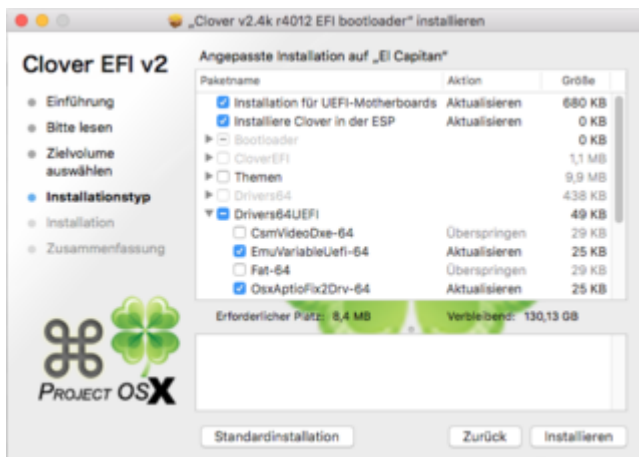 „Clover v2.4k r4012 EFI bootloader“ installieren
Clover EFI v2
Einführung
Bitte lesen
Zielvolume
auswählen
Installationstyp
Installation
Zusammenfassung
PROJECT OSX
Angepasste Installation auf „El Capitan“
Paketname Aktion Größe
Installation für UEFI-Motherboards Aktualisieren 680 KB
Installiere Clover in der ESP Aktualisieren 0 KB
Bootloader 0 KB
CloverEFI 1,1 MB
Themen 9,9 MB
Drivers64 438 KB
Drivers64UEFI 49 KB
CsmVideoDxe-64 Überspringen 29 KB
EmuVariableUefi-64 Aktualisieren 25 KB
Fat-64 Überspringen 29 KB
OsxAptioFix2Drv-64 Aktualisieren 25 KB
Erforderlicher Platz: 8,4 MB Verbleibend: 130,13 GB
Standardinstallation Zurück Installieren